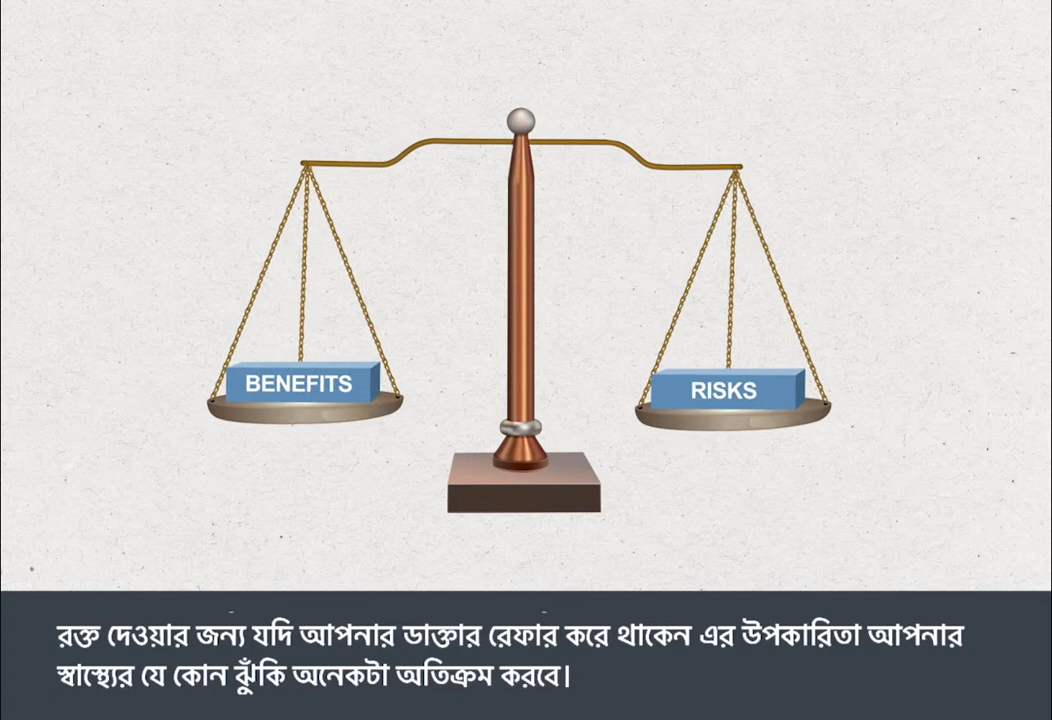 BENEFITS
RISKS
রক্ত দেওয়ার জন্য যদি আপনার ডাক্তার রেফার করে থাকেন এর উপকারিতা আপনার
স্বাস্থ্যের যে কোন ঝুঁকি অনেকটা অতিক্রম করবে।